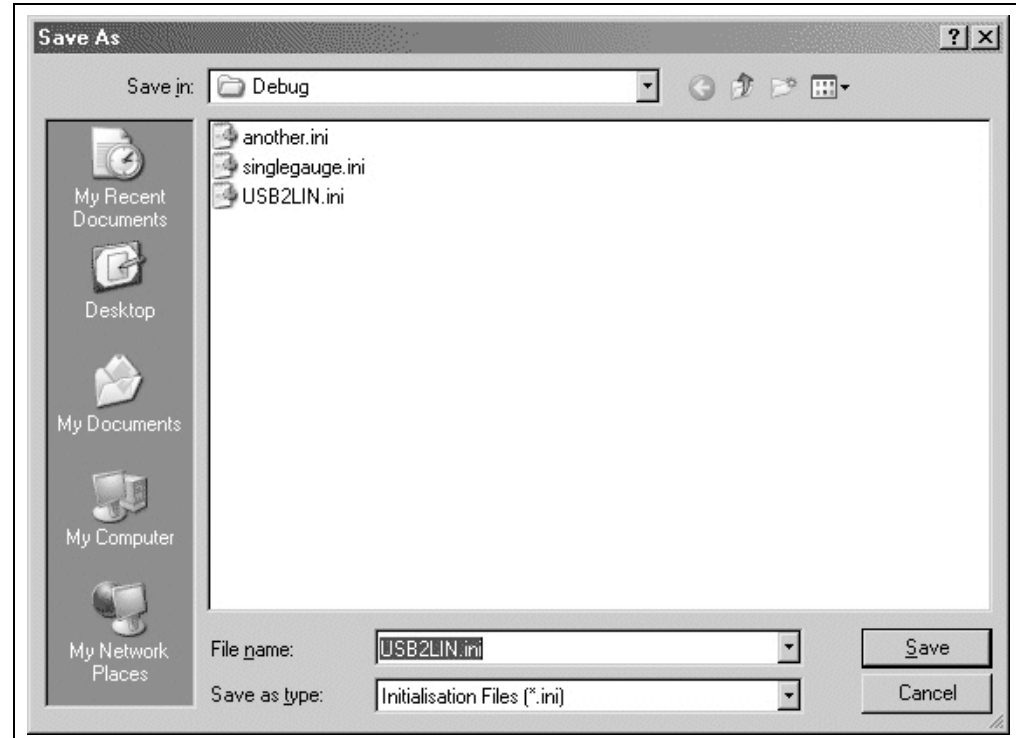 Save As
Save in: Debug
another.ini
singlegauge.ini
USB2LIN.ini
My Recent
Documents
Desktop
My Documents
My Computer
My Network
Places
File name: USB2LIN.ini
Save
Save as type: Initialisation Files (*.ini)
Cancel